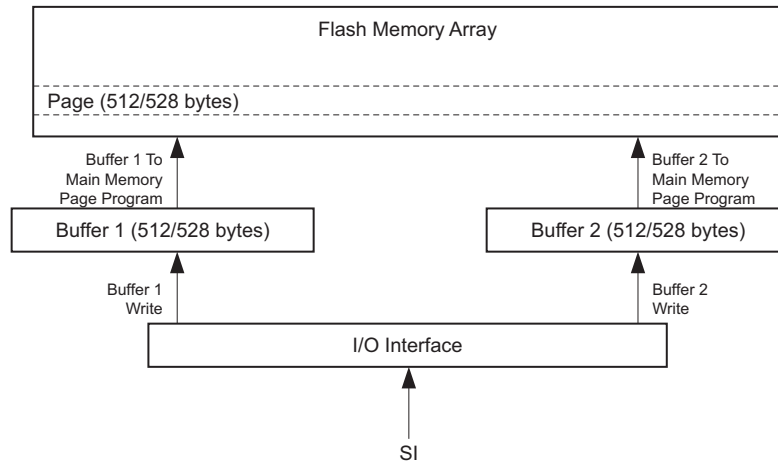 Flash Memory Array
Page (512/528 bytes)
Buffer 1 To
Main Memory
Page Program
Buffer 2 To
Main Memory
Page Program
Buffer 1 (512/528 bytes)
Buffer 2 (512/528 bytes)
Buffer 1
Write
Buffer 2
Write
I/O Interface
SI